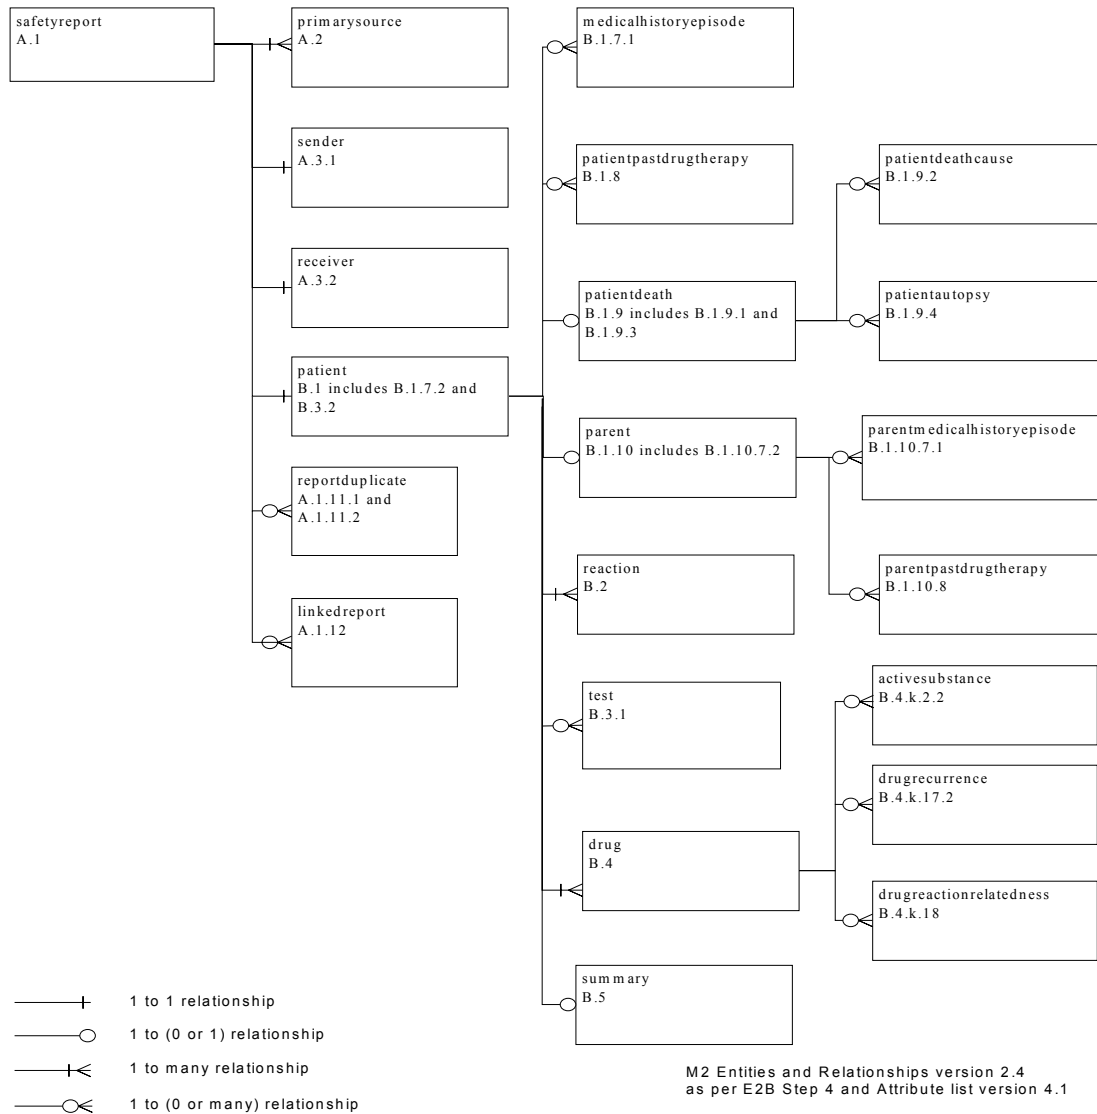 safetyreport
A.1
primarysource
A.2
medicalhistoryepisode
B.1.7.1
sender
A.3.1
patientpastdrugtherapy
B.1.8
patientdeathcause
B.1.9.2
receiver
A.3.2
patientdeath
B.1.9 includes B.1.9.1 and
B.1.9.3
patientautopsy
B.1.9.4
patient
B.1 includes B.1.7.2 and
B.3.2
parent
B.1.10 includes B.1.10.7.2
parentmedicalhistoryepisode
B.1.10.7.1
reportduplicate
A.1.11.1 and
A.1.11.2
reaction
B.2
parentpastdrugtherapy
B.1.10.8
linkedreport
A.1.12
test
B.3.1
activesubstance
B.4.k.2.2
drugrecurrence
B.4.k.17.2
drug
B.4
drugreactionrelatedness
B.4.k.18
summary
B.5
1 to 1 relationship
1 to (0 or 1) relationship
1 to many relationship
1 to (0 or many) relationship
M2 Entities and Relationships version 2.4
as per E2B Step 4 and Attribute list version 4.1